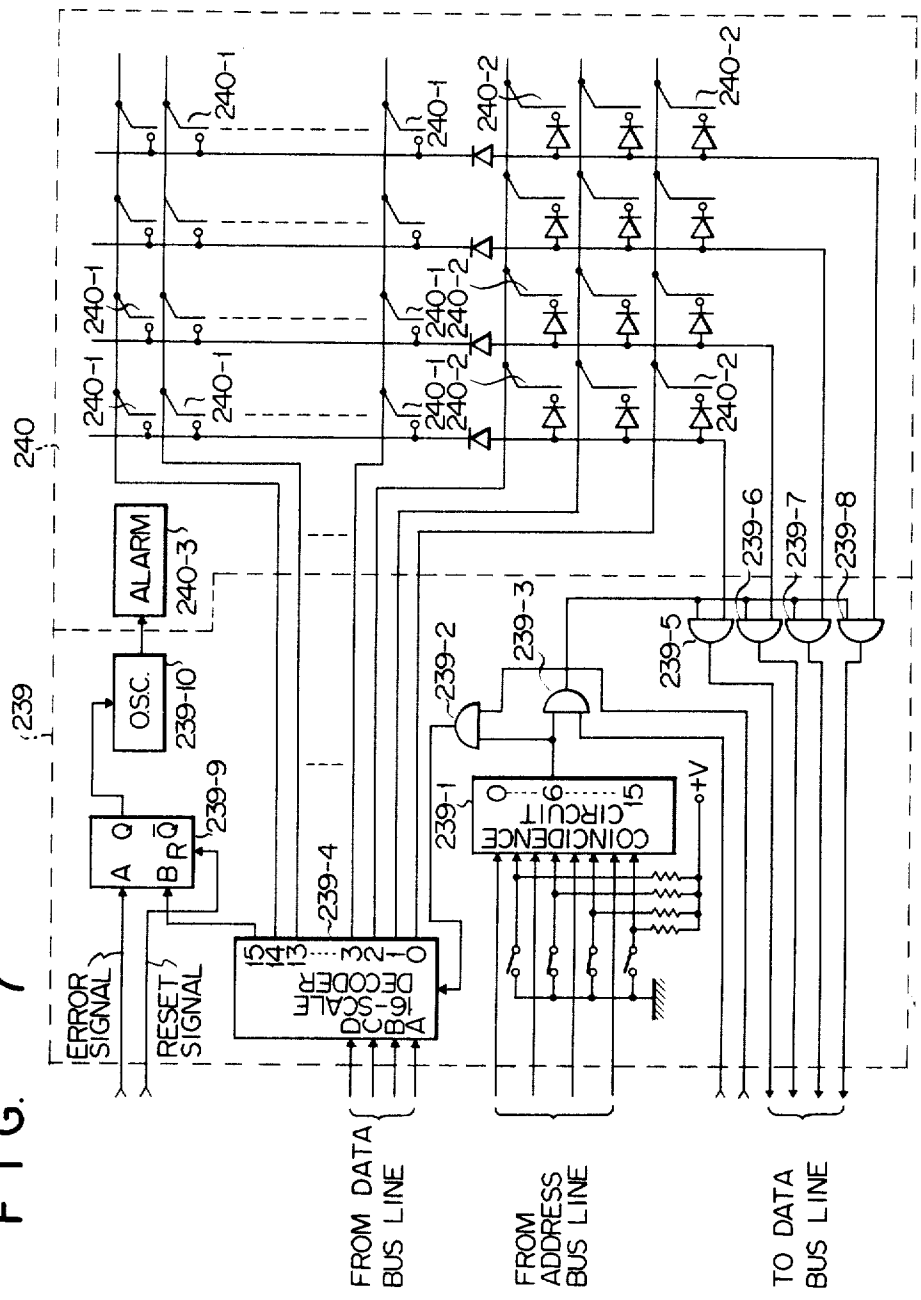 FIG. 7
239
240
ERROR SIGNAL
RESET SIGNAL
A Q
B R Q̅
239-9
O.S.C.
239-10
ALARM
240-3
240-1
240-1
240-1
240-1
240-1
240-1
240-1
240-1
240-1
240-2
240-2
240-2
240-2
240-2
FROM DATA BUS LINE
D
C
B
A
16-SCALE DECODER
15
14
13
3
2
1
0
239-4
239-2
239-3
239-1
COINCIDENCE CIRCUIT
0
6
15
+V
FROM ADDRESS BUS LINE
239-5
239-6
239-7
239-8
TO DATA BUS LINE